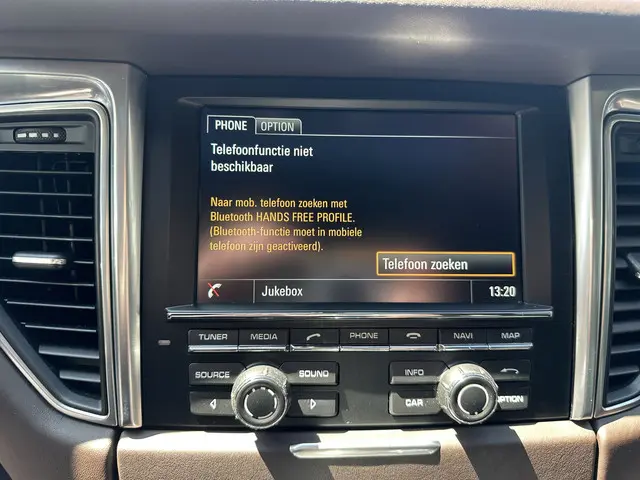 PHONE OPTION
Telefoonfunctie niet
beschikbaar
Naar mob. telefoon zoeken met
Bluetooth HANDS FREE PROFILE.
(Bluetooth-functie moet in mobiele
telefoon zijn geactiveerd).
Telefoon zoeken
Jukebox 13:20
TUNER MEDIA PHONE NAVI MAP
SOURCE SOUND INFO
CAR OPTION